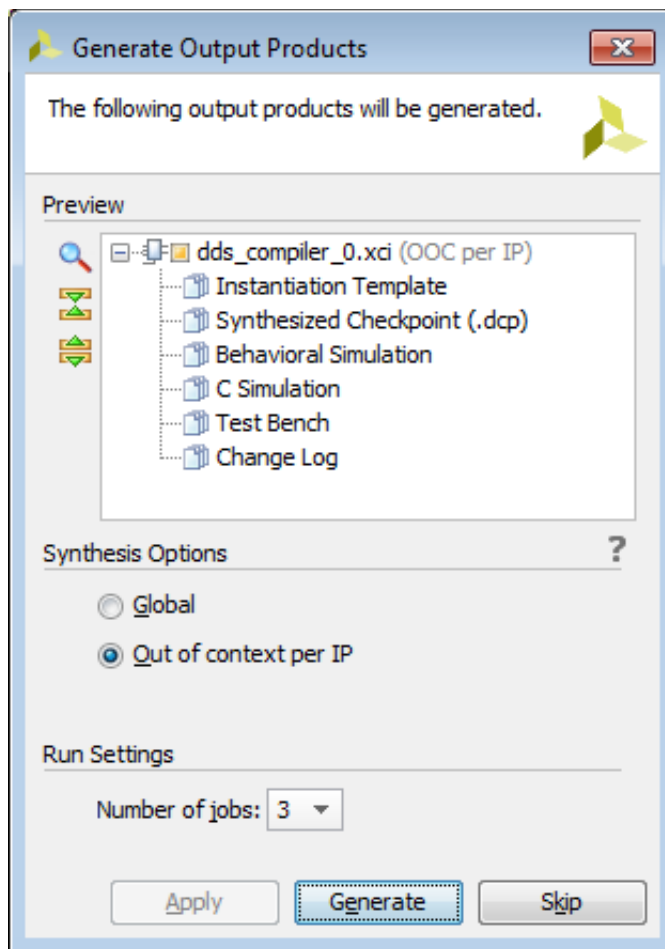 Generate Output Products
The following output products will be generated.
Preview
dds_compiler_0.xci (OOC per IP)
Instantiation Template
Synthesized Checkpoint (.dcp)
Behavioral Simulation
C Simulation
Test Bench
Change Log
Synthesis Options ?
Global
Out of context per IP
Run Settings
Number of jobs: 3
Apply Generate Skip